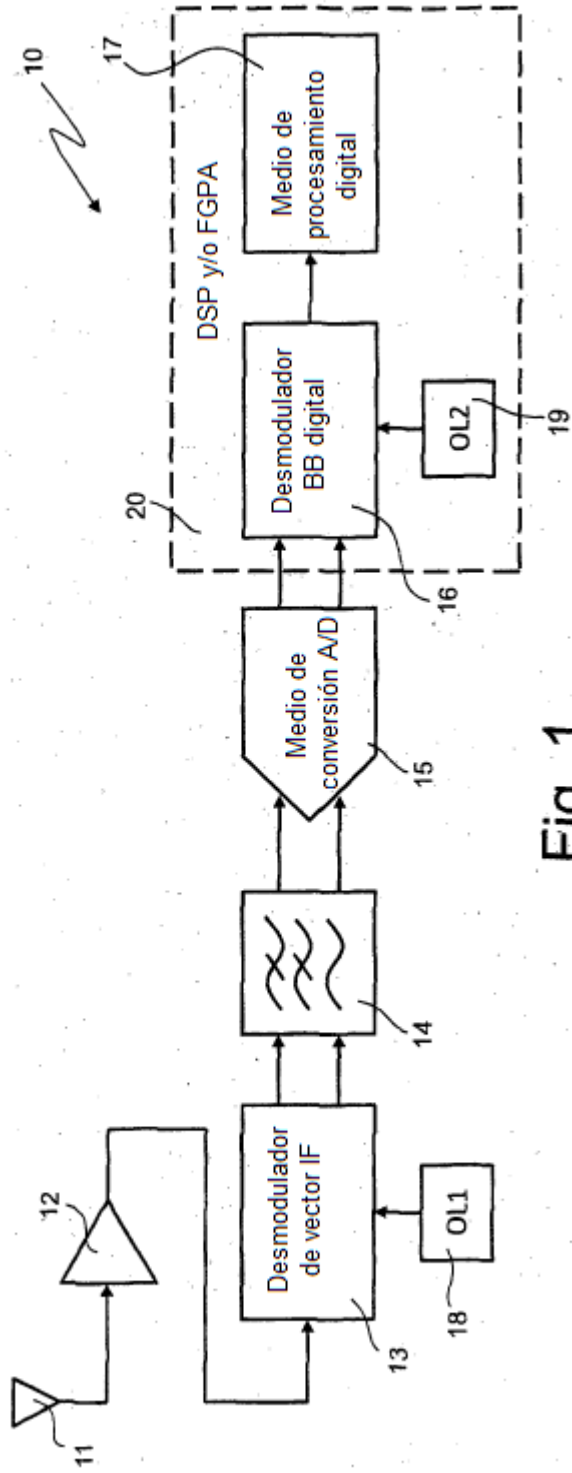 10
DSP y/o FGPA
20
17
Medio de
procesamiento
digital
Desmodulador
BB digital
16
OL2
19
Medio de
conversión A/D
15
14
Desmodulador
de vector IF
13
OL1
18
12
11
Fig. 1